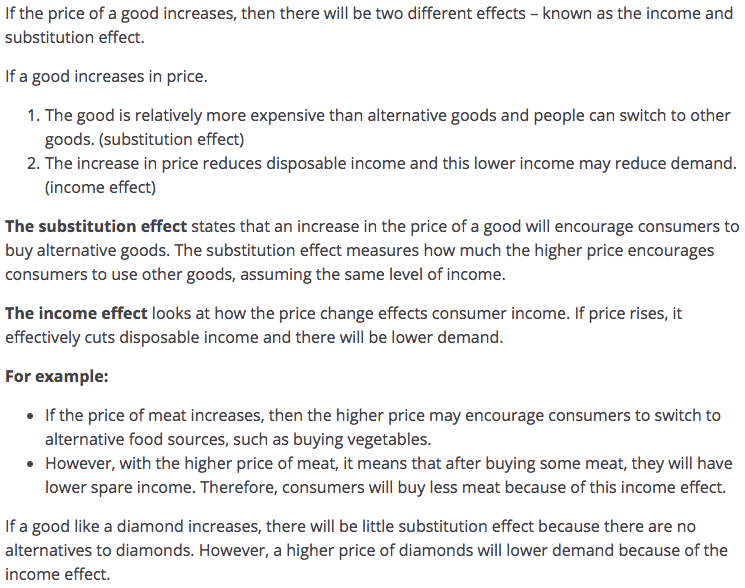 If the price of a good increases, then there will be two different effects – known as the income and
substitution effect.
If a good increases in price.
1. The good is relatively more expensive than alternative goods and people can switch to other
goods. (substitution effect)
2. The increase in price reduces disposable income and this lower income may reduce demand.
(income effect)
The substitution effect states that an increase in the price of a good will encourage consumers to
buy alternative goods. The substitution effect measures how much the higher price encourages
consumers to use other goods, assuming the same level of income.
The income effect looks at how the price change effects consumer income. If price rises, it
effectively cuts disposable income and there will be lower demand.
For example:
• If the price of meat increases, then the higher price may encourage consumers to switch to
alternative food sources, such as buying vegetables.
• However, with the higher price of meat, it means that after buying some meat, they will have
lower spare income. Therefore, consumers will buy less meat because of this income effect.
If a good like a diamond increases, there will be little substitution effect because there are no
alternatives to diamonds. However, a higher price of diamonds will lower demand because of the
income effect.